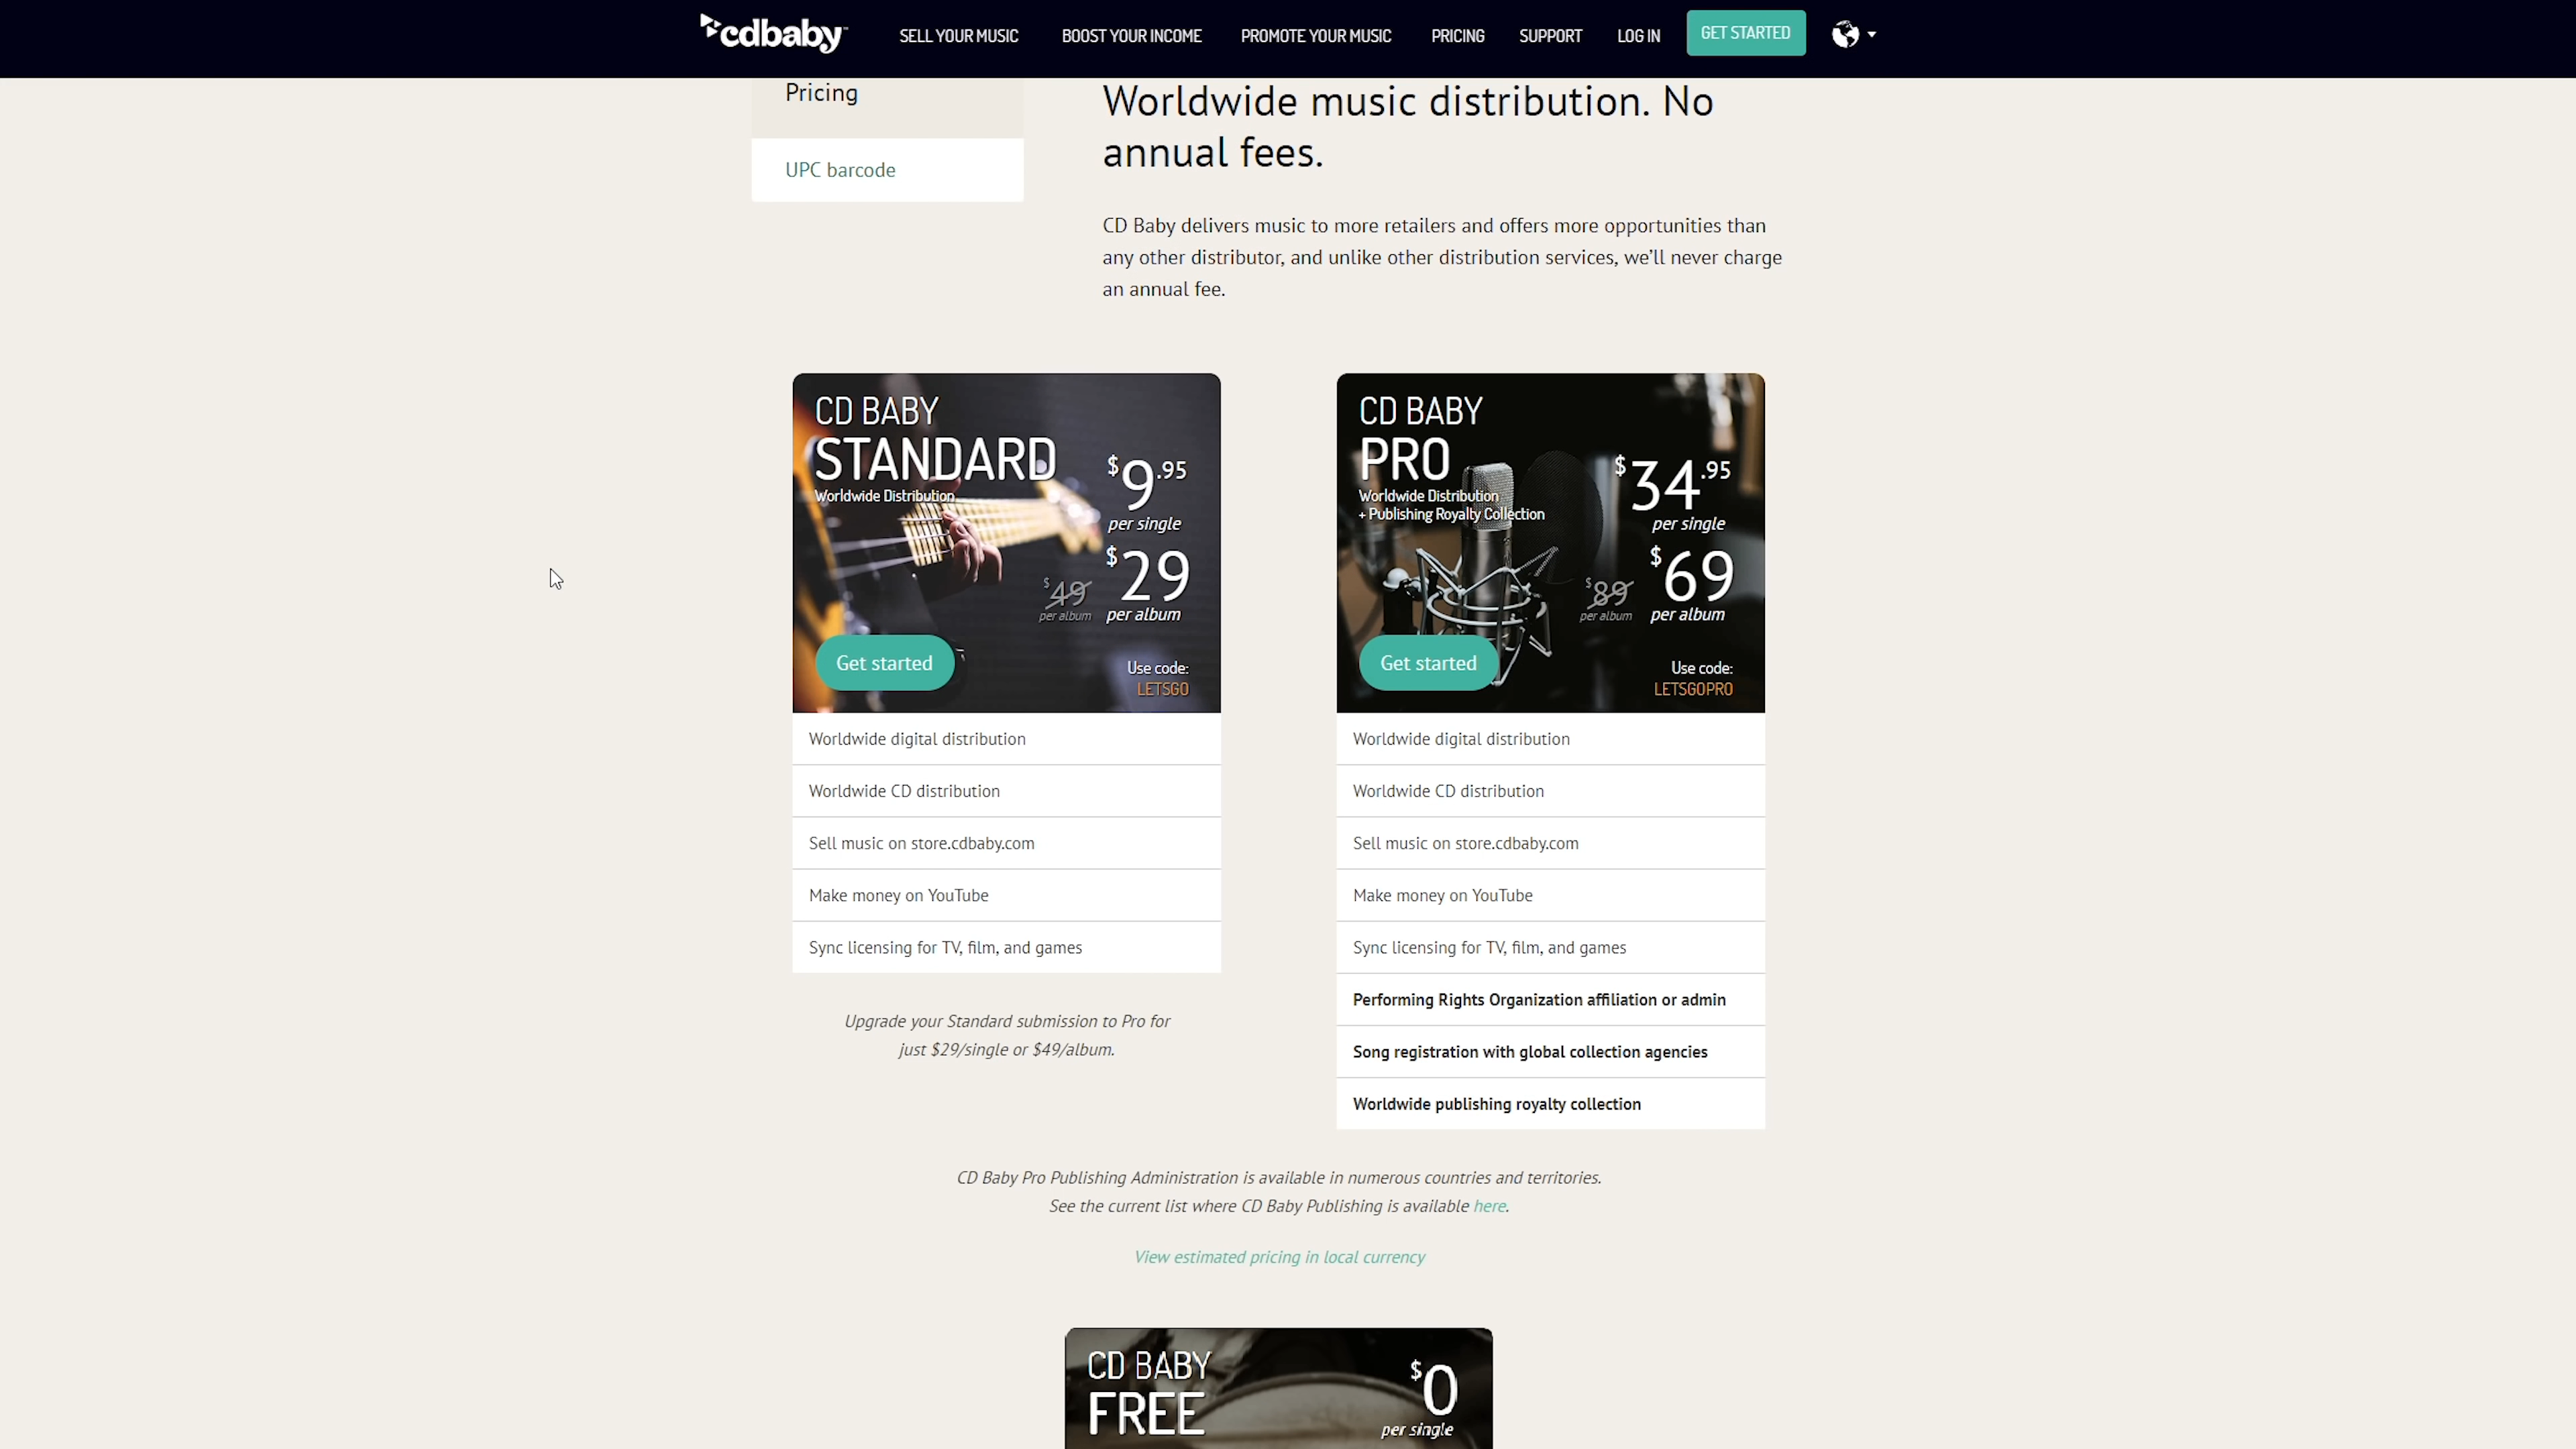 cdbaby
SELL YOUR MUSIC
BOOST YOUR INCOME
PROMOTE YOUR MUSIC
PRICING
SUPPORT
LOG IN
GET STARTED
Pricing
UPC barcode
Worldwide music distribution. No
annual fees.
CD Baby delivers music to more retailers and offers more opportunities than
any other distributor, and unlike other distribution services, we’ll never charge
an annual fee.
CD BABY
STANDARD
Worldwide Distribution
$9.95
per single
$49
per album
$29
per album
Get started
Use code:
LETSGO
Worldwide digital distribution
Worldwide CD distribution
Sell music on store.cdbaby.com
Make money on YouTube
Sync licensing for TV, film, and games
Upgrade your Standard submission to Pro for
just $29/single or $49/album.
CD BABY
PRO
Worldwide Distribution
+ Publishing Royalty Collection
$34.95
per single
$89
per album
$69
per album
Get started
Use code:
LETSGOPRO
Worldwide digital distribution
Worldwide CD distribution
Sell music on store.cdbaby.com
Make money on YouTube
Sync licensing for TV, film, and games
Performing Rights Organization affiliation or admin
Song registration with global collection agencies
Worldwide publishing royalty collection
CD Baby Pro Publishing Administration is available in numerous countries and territories.
See the current list where CD Baby Publishing is available here.
View estimated pricing in local currency
CD BABY
FREE
$0
per single